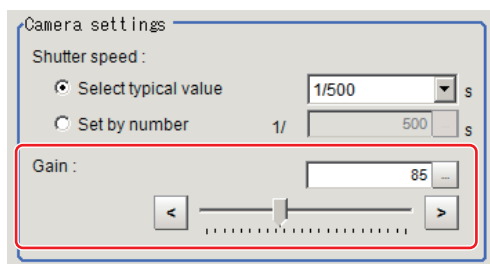 Camera settings
Shutter speed :
Select typical value 1/500 s
Set by number 1/ 500 s
Gain : 85 ...
< >